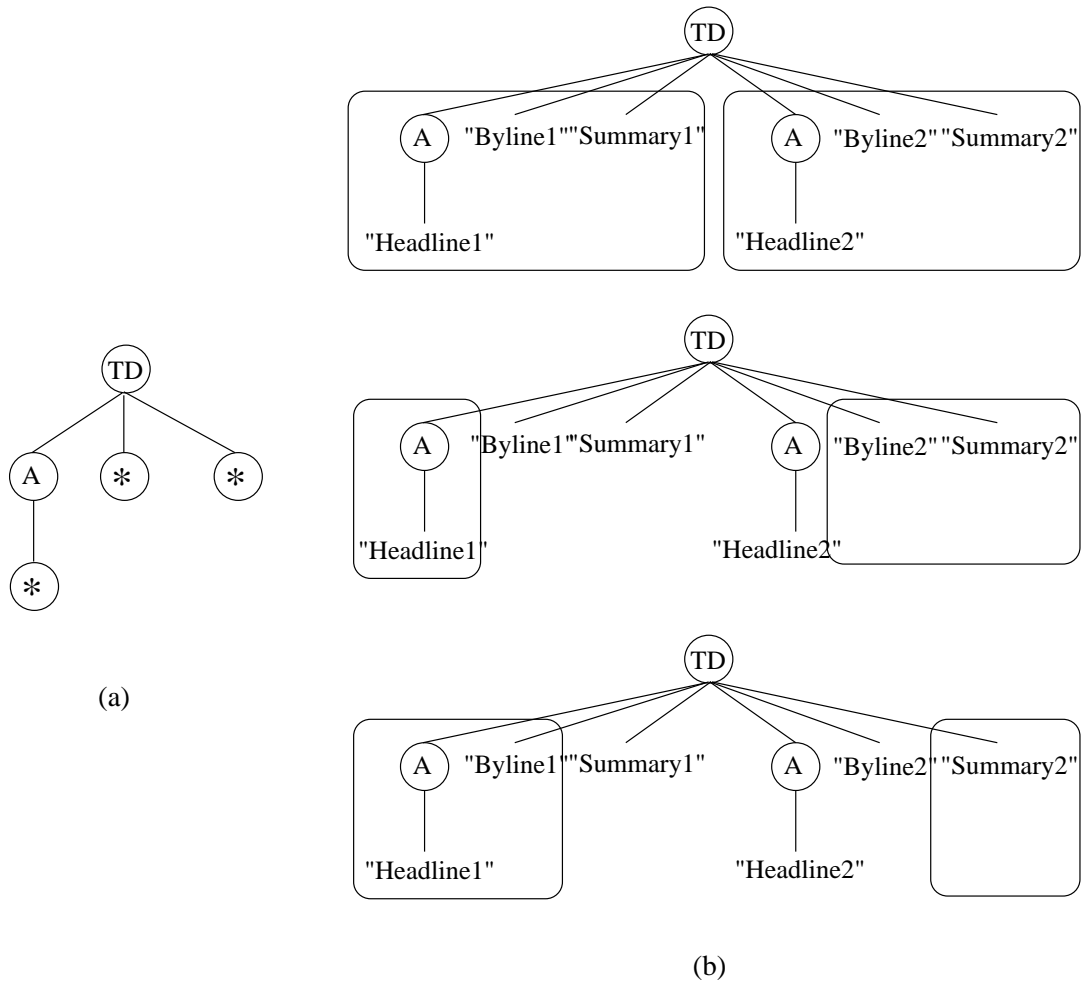 TD
A "Byline1" "Summary1" A "Byline2" "Summary2"
"Headline1" "Headline2"
TD
A * *
*
(a)
TD
A "Byline1" "Summary1" A "Byline2" "Summary2"
"Headline1" "Headline2"
TD
A "Byline1" "Summary1" A "Byline2" "Summary2"
"Headline1" "Headline2"
(b)